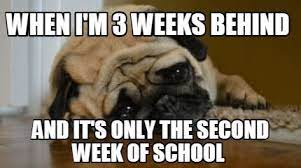 WHEN I'M 3 WEEKS BEHIND
AND IT'S ONLY THE SECOND
WEEK OF SCHOOL